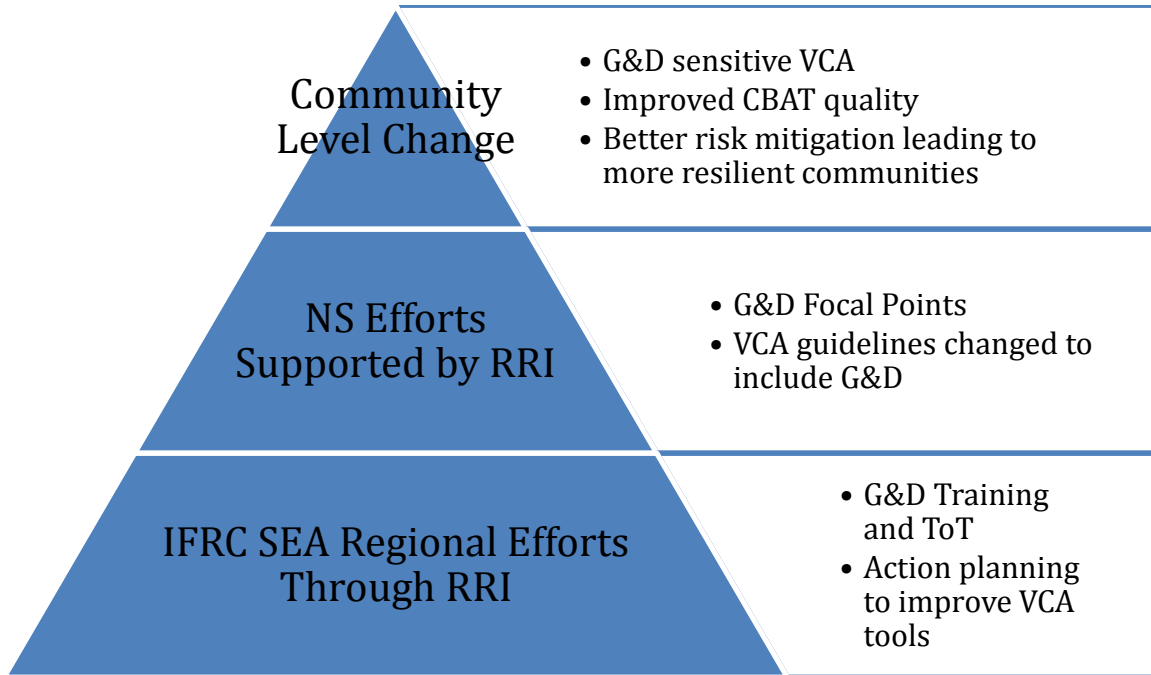 Community
Level Change
• G&D sensitive VCA
• Improved CBAT quality
• Better risk mitigation leading to
more resilient communities
NS Efforts
Supported by RRI
• G&D Focal Points
• VCA guidelines changed to
include G&D
IFRC SEA Regional Efforts
Through RRI
• G&D Training
and ToT
• Action planning
to improve VCA
tools